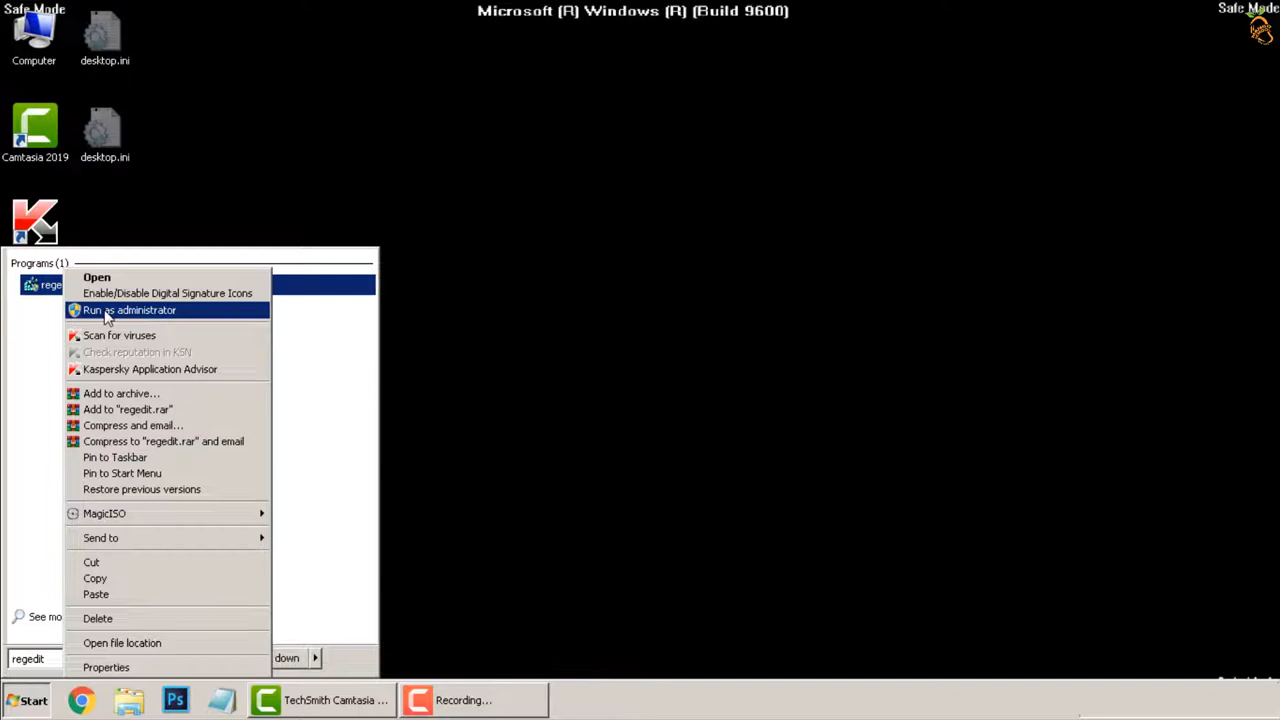 Safe Mode
Microsoft (R) Windows (R) (Build 9600)
Safe Mode
Computer
desktop.ini
Camtasia 2019
desktop.ini
Programs (1)
Open
Enable/Disable Digital Signature Icons
Run as administrator
Scan for viruses
Check reputation in KSN
Kaspersky Application Advisor
Add to archive...
Add to "regedit.rar"
Compress and email...
Compress to "regedit.rar" and email
Pin to Taskbar
Pin to Start Menu
Restore previous versions
MagicISO
Send to
Cut
Copy
Paste
See mo
Delete
Open file location
regedit
down
Properties
Start
Ps
TechSmith Camtasia ...
Recording...